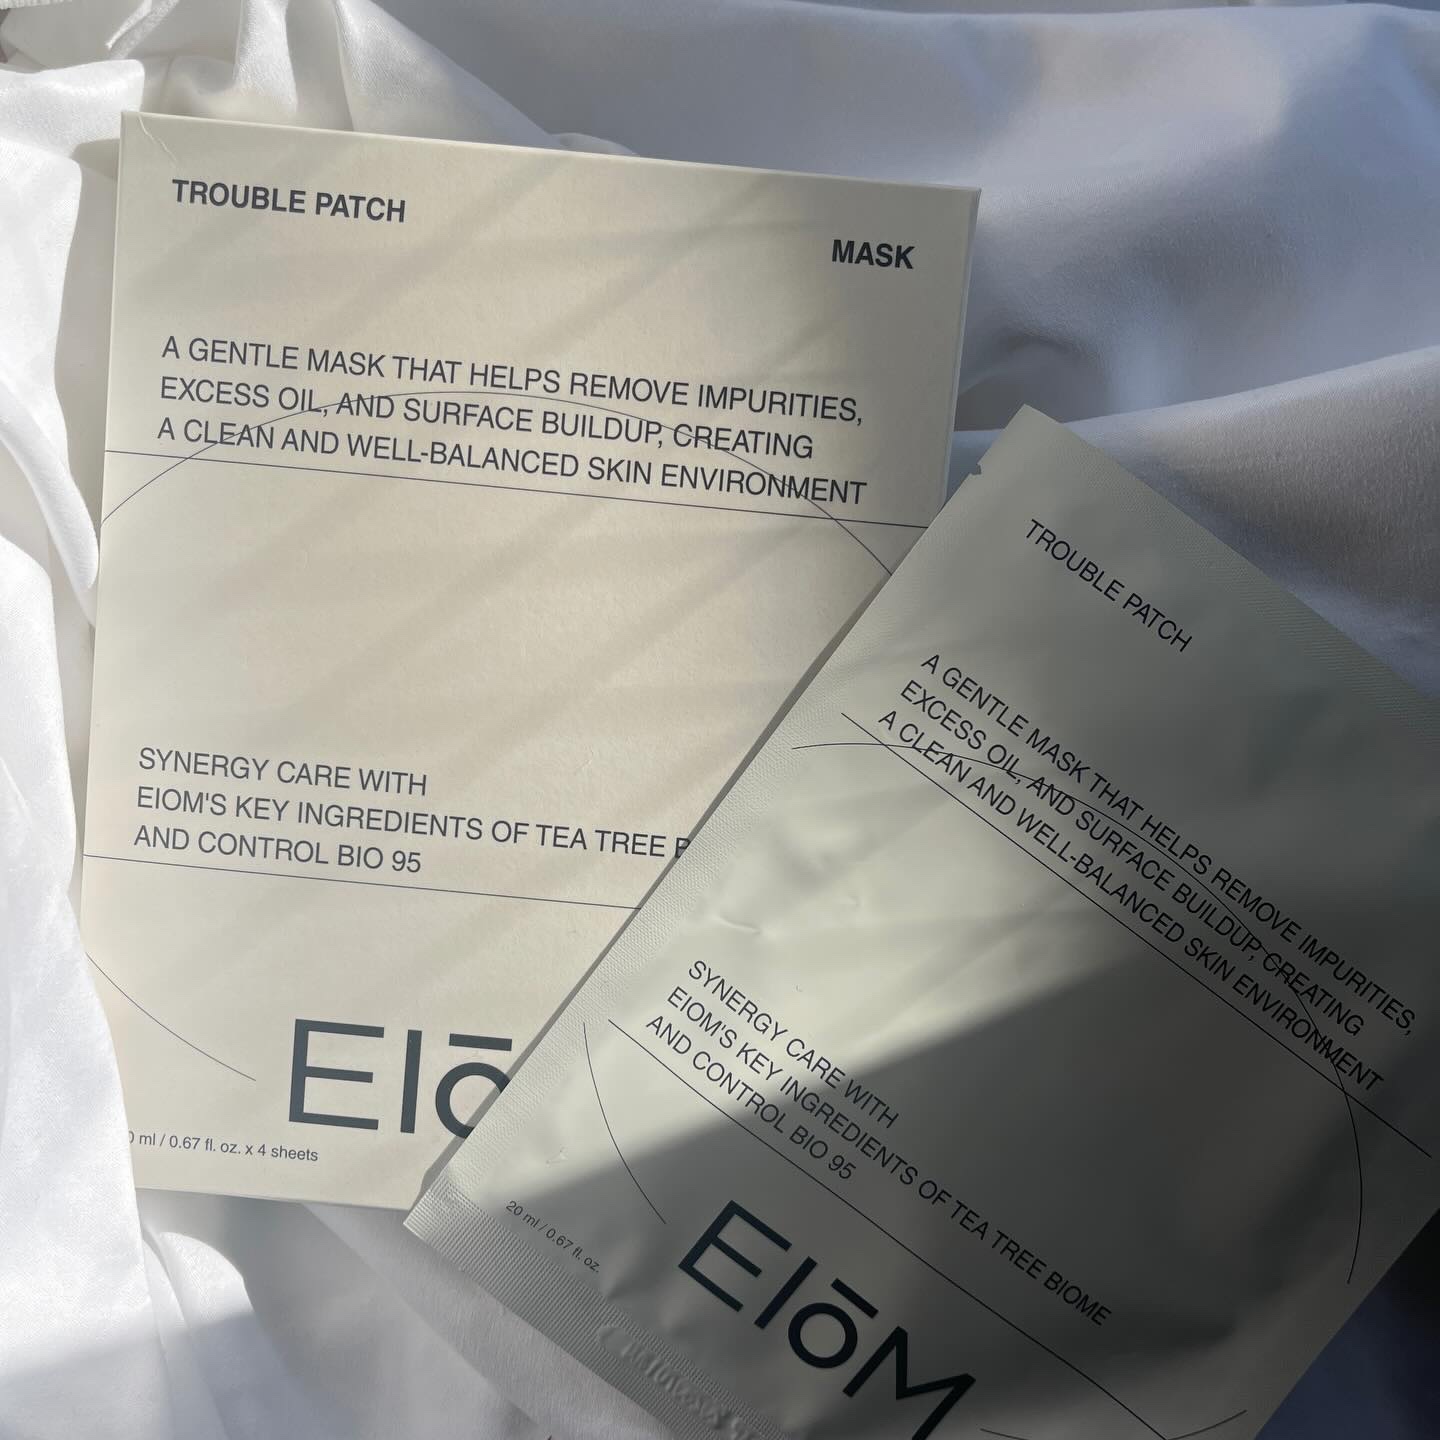 TROUBLE PATCH
MASK
A GENTLE MASK THAT HELPS REMOVE IMPURITIES,
EXCESS OIL, AND SURFACE BUILDUP, CREATING
A CLEAN AND WELL-BALANCED SKIN ENVIRONMENT
SYNERGY CARE WITH
EIOM'S KEY INGREDIENTS OF TEA TREE
AND CONTROL BIO 95
EIō
0 ml / 0.67 fl. oz. x 4 sheets
TROUBLE PATCH
A GENTLE MASK THAT HELPS REMOVE IMPURITIES,
EXCESS OIL, AND SURFACE BUILDUP, CREATING
A CLEAN AND WELL-BALANCED SKIN ENVIRONMENT
SYNERGY CARE WITH
EIOM'S KEY INGREDIENTS OF TEA TREE BIOME
AND CONTROL BIO 95
20 ml / 0.67 fl. oz.
EIōM